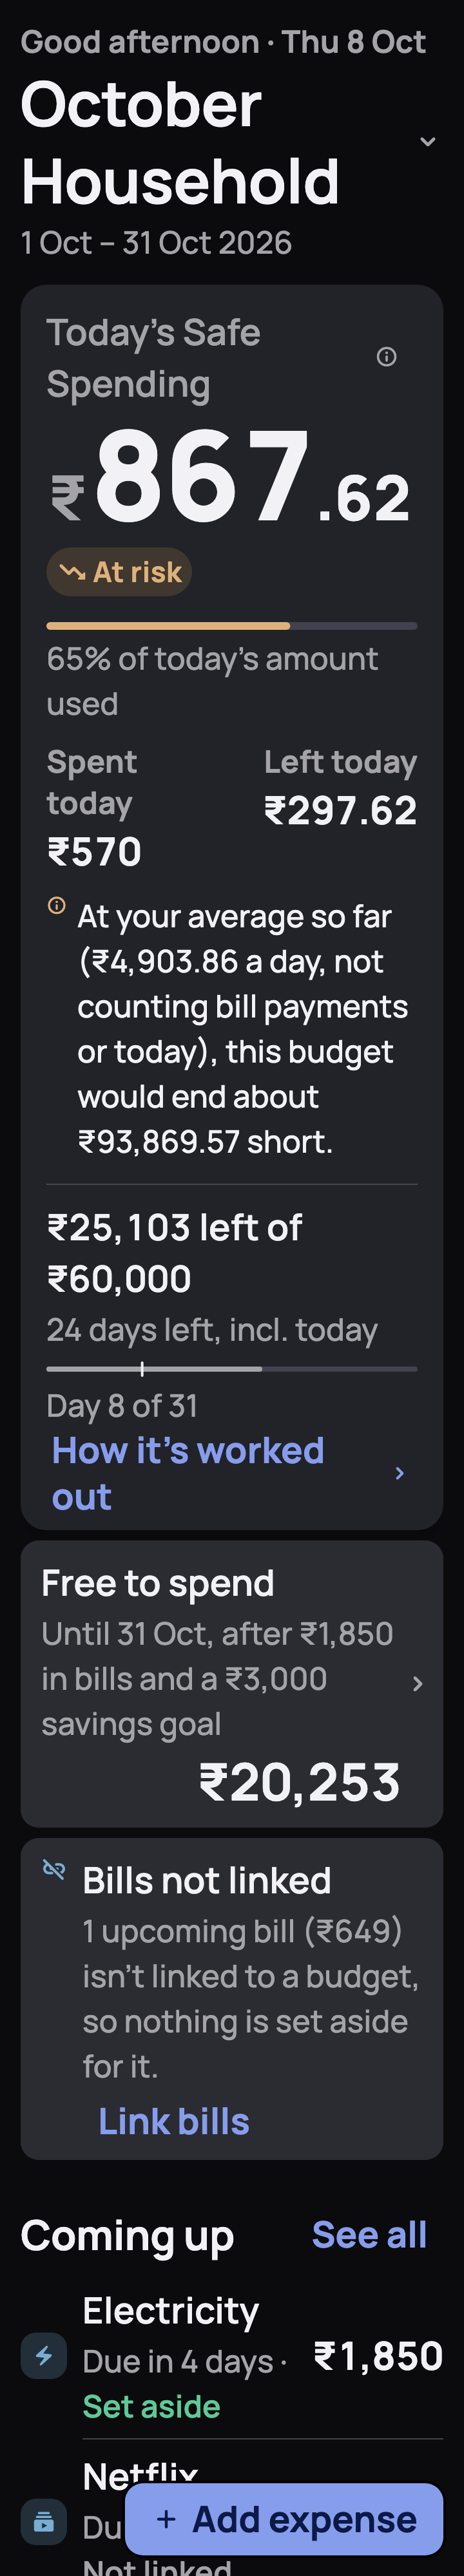 Good afternoon · Thu 8 Oct
October
Household
1 Oct – 31 Oct 2026
Today's Safe
Spending
₹867.62
At risk
65% of today's amount
used
Spent
today
₹570
Left today
₹297.62
At your average so far
(₹4,903.86 a day, not
counting bill payments
or today), this budget
would end about
₹93,869.57 short.
₹25,103 left of
₹60,000
24 days left, incl. today
Day 8 of 31
How it's worked
out
Free to spend
Until 31 Oct, after ₹1,850
in bills and a ₹3,000
savings goal
₹20,253
Bills not linked
1 upcoming bill (₹649)
isn't linked to a budget,
so nothing is set aside
for it.
Link bills
Coming up
See all
Electricity
Due in 4 days ·
Set aside
₹1,850
Netflix
Du
+ Add expense
Not linked